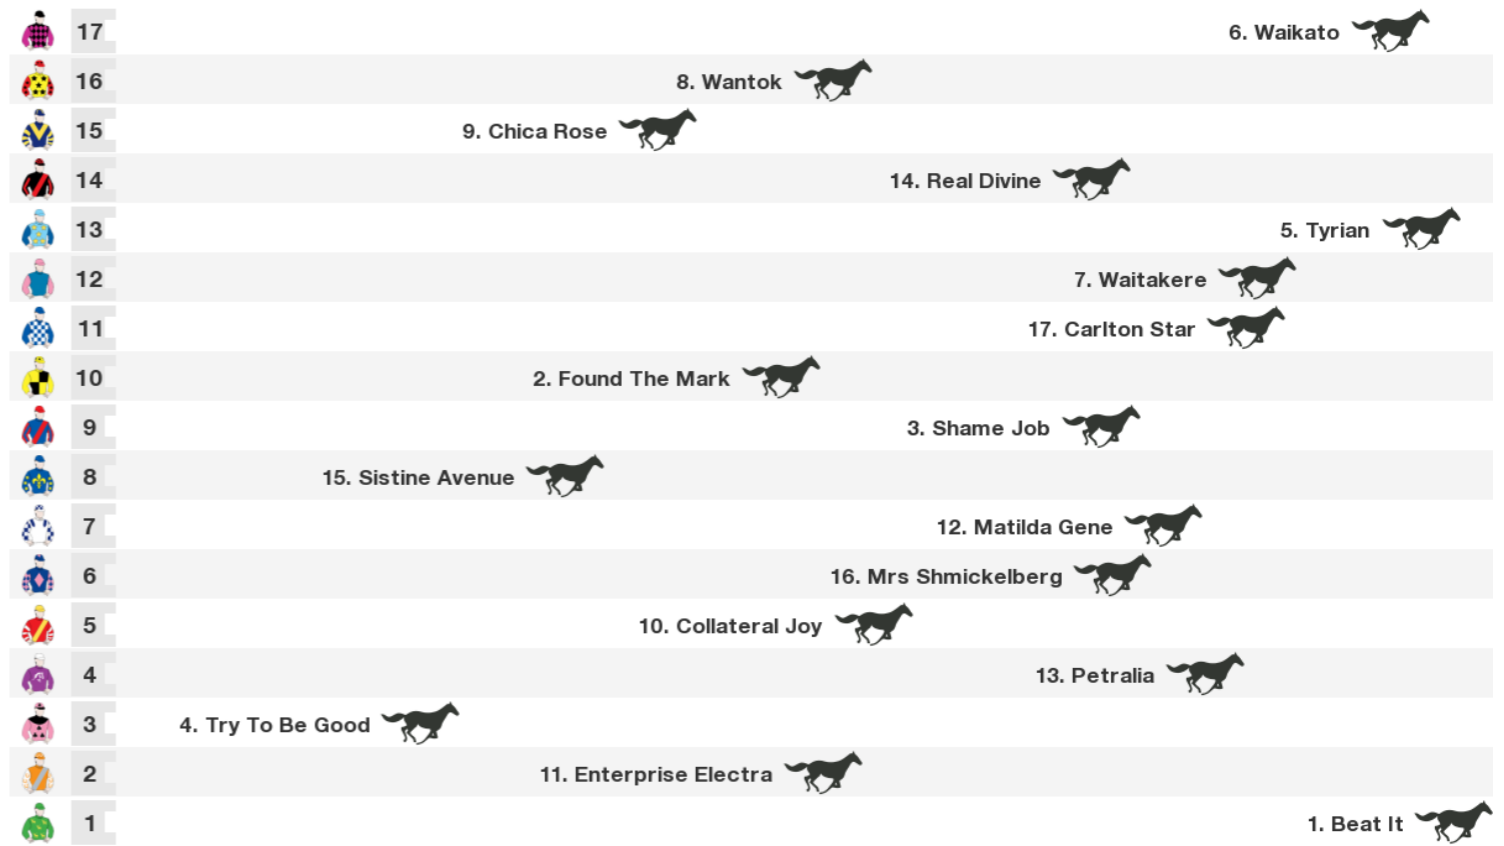 17 6. Waikato
16 8. Wantok
15 9. Chica Rose
14 14. Real Divine
13 5. Tyrian
12 7. Waitakere
11 17. Carlton Star
10 2. Found The Mark
9 3. Shame Job
8 15. Sistine Avenue
7 12. Matilda Gene
6 16. Mrs Shmickelberg
5 10. Collateral Joy
4 13. Petralia
3 4. Try To Be Good
2 11. Enterprise Electra
1 1. Beat It